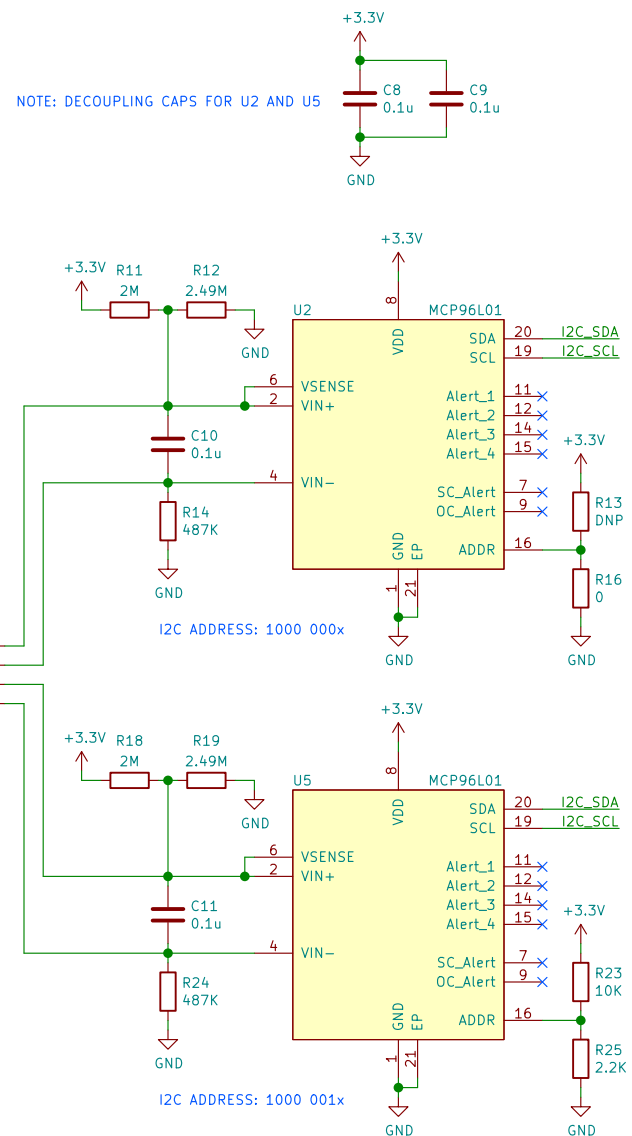 +3.3V
C8
0.1u
C9
0.1u
NOTE: DECOUPLING CAPS FOR U2 AND U5
GND
+3.3V
+3.3V
R11
2M
R12
2.49M
GND
U2
MCP96L01
8
VDD
SDA
20
I2C_SDA
SCL
19
I2C_SCL
6
VSENSE
2
VIN+
Alert_1
11
Alert_2
12
Alert_3
14
Alert_4
15
C10
0.1u
4
VIN-
SC_Alert
7
OC_Alert
9
+3.3V
R13
DNP
R14
487K
GND
ADDR
16
R16
0
GND
GND
EP
1
21
GND
I2C ADDRESS: 1000 000x
+3.3V
+3.3V
R18
2M
R19
2.49M
GND
U5
MCP96L01
8
VDD
SDA
20
I2C_SDA
SCL
19
I2C_SCL
6
VSENSE
2
VIN+
Alert_1
11
Alert_2
12
Alert_3
14
Alert_4
15
C11
0.1u
4
VIN-
SC_Alert
7
OC_Alert
9
+3.3V
R23
10K
R24
487K
GND
ADDR
16
R25
2.2K
GND
GND
EP
1
21
GND
I2C ADDRESS: 1000 001x